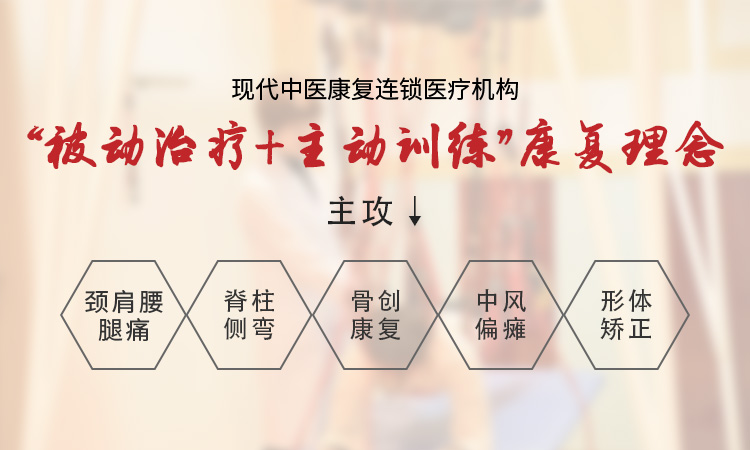 现代中医康复连锁医疗机构
“被动治疗+主动训练”康复理念
主攻↓
颈肩腰
腿痛
脊柱
侧弯
骨创
康复
中风
偏瘫
形体
矫正